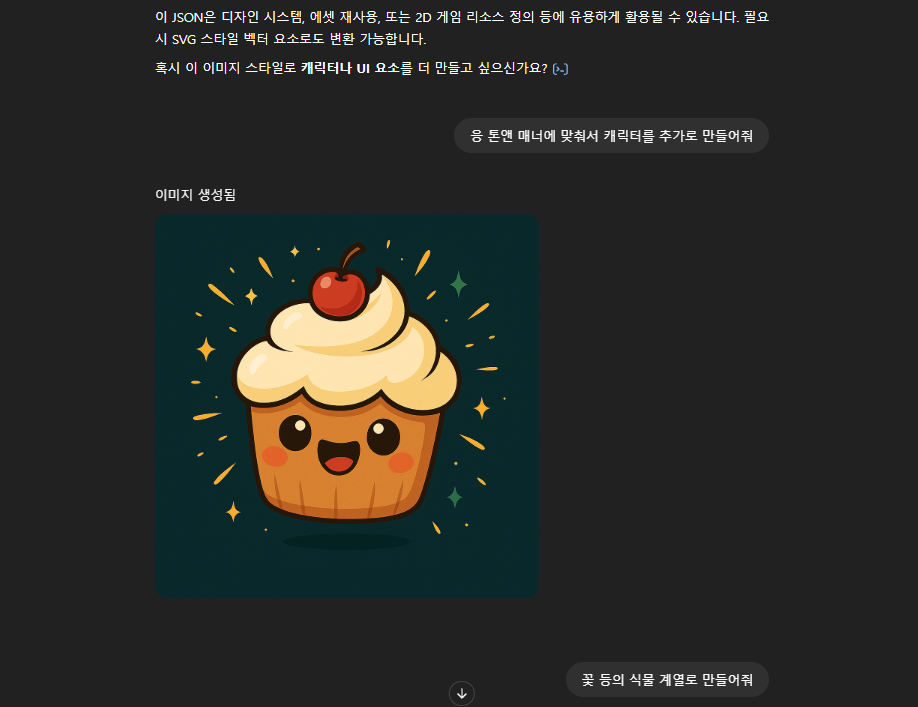 이 JSON은 디자인 시스템, 에셋 재사용, 또는 2D 게임 리소스 정의 등에 유용하게 활용될 수 있습니다. 필요
시 SVG 스타일 벡터 요소로도 변환 가능합니다.
혹시 이 이미지 스타일로 캐릭터나 UI 요소를 더 만들고 싶으신가요?
응 톤앤 매너에 맞춰서 캐릭터를 추가로 만들어줘
이미지 생성됨
꽃 등의 식물 계열로 만들어줘